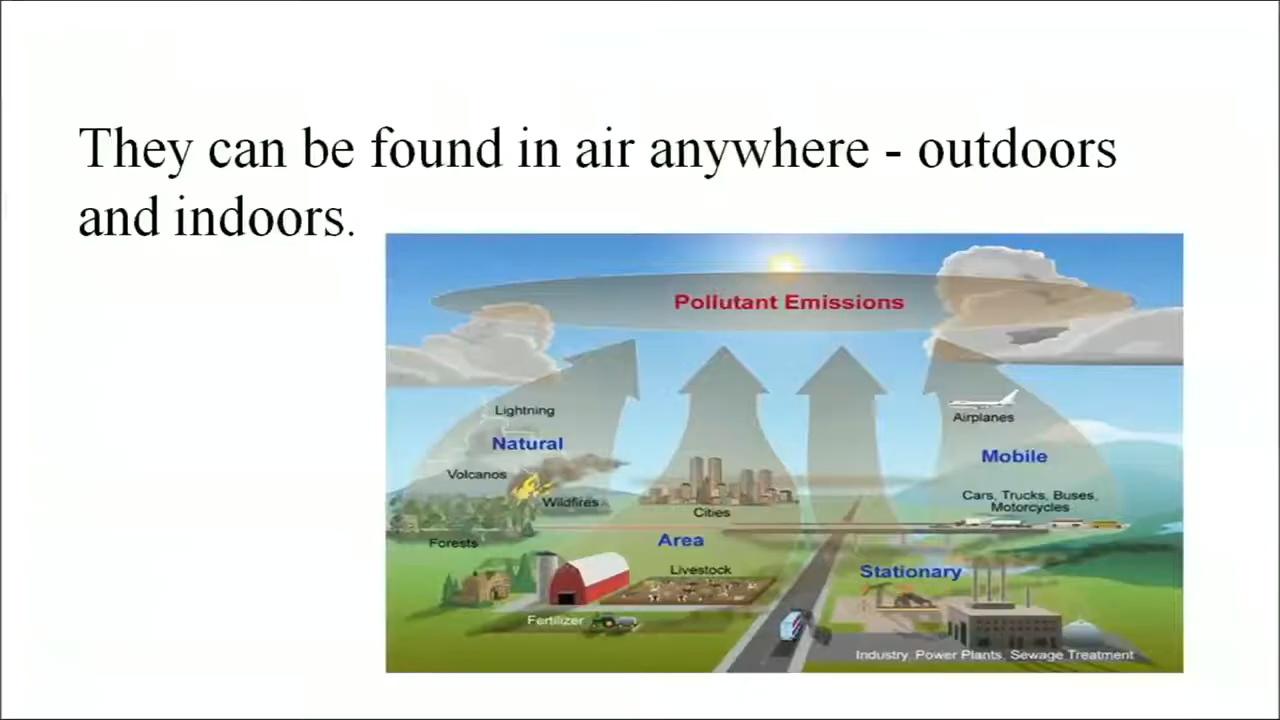 They can be found in air anywhere - outdoors
and indoors.
Pollutant Emissions
Lightning
Natural
Volcanos
Wildfires
Forests
Cities
Area
Livestock
Fertilizer
Airplanes
Mobile
Cars, Trucks, Buses,
Motorcycles
Stationary
Industry, Power Plants, Sewage Treatment